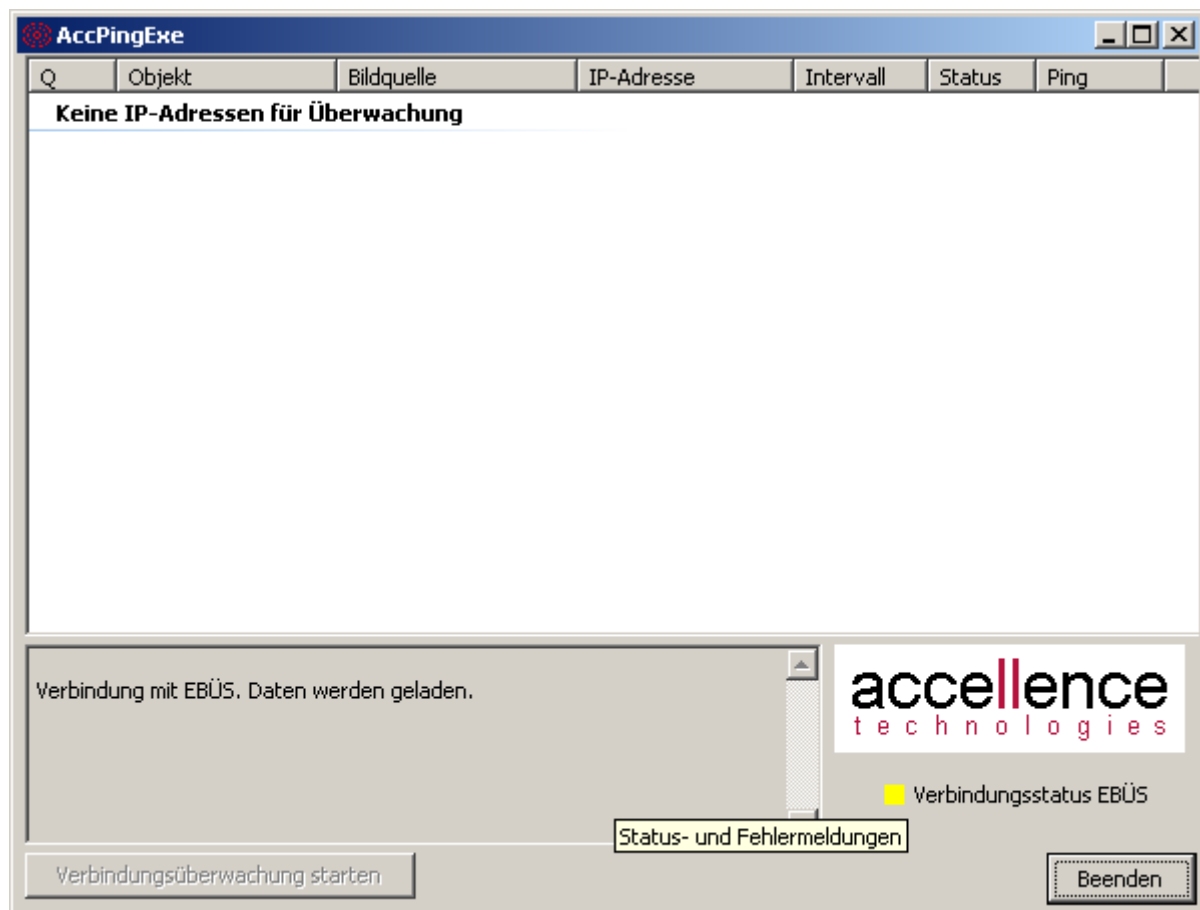 AccPingExe
Q Objekt Bildquelle IP-Adresse Intervall Status Ping
Keine IP-Adressen für Überwachung
Verbindung mit EBÜS. Daten werden geladen.
accellence
technologies
Verbindungsstatus EBÜS
Status- und Fehlermeldungen
Verbindungsüberwachung starten
Beenden